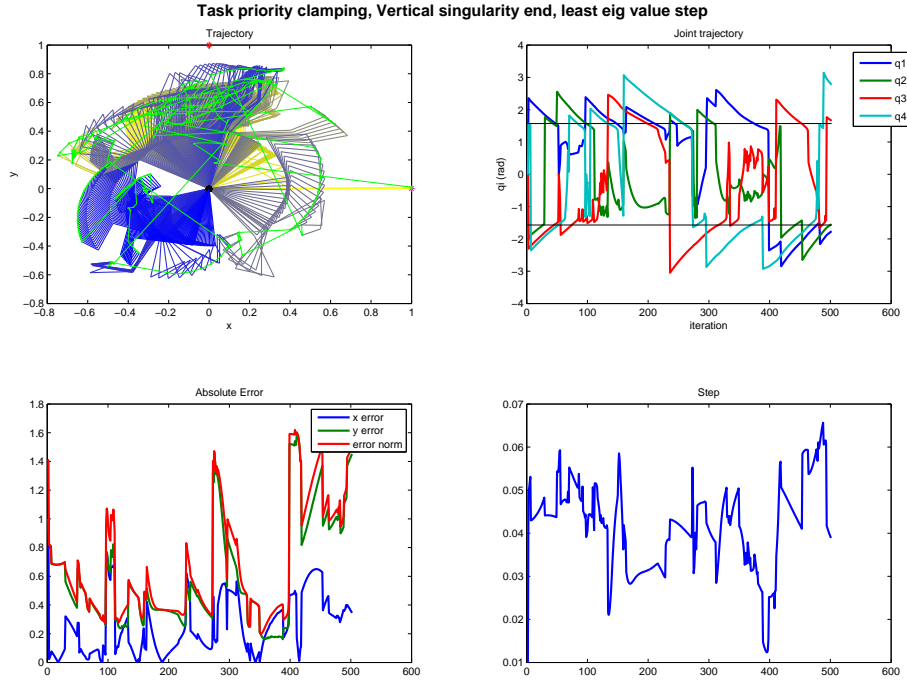 Task priority clamping, Vertical singularity end, least eig value step
Trajectory
1
0.8
0.6
0.4
0.2
0
−0.2
−0.4
−0.6
−0.8
−0.8 −0.6 −0.4 −0.2 0 0.2 0.4 0.6 0.8 1
x
y
Joint trajectory
4
3
2
1
0
−1
−2
−3
−4
0 100 200 300 400 500 600
iteration
qi (rad)
q1
q2
q3
q4
Absolute Error
1.8
1.6
1.4
1.2
1
0.8
0.6
0.4
0.2
0
0 100 200 300 400 500 600
x error
y error
error norm
Step
0.07
0.06
0.05
0.04
0.03
0.02
0.01
0 100 200 300 400 500 600